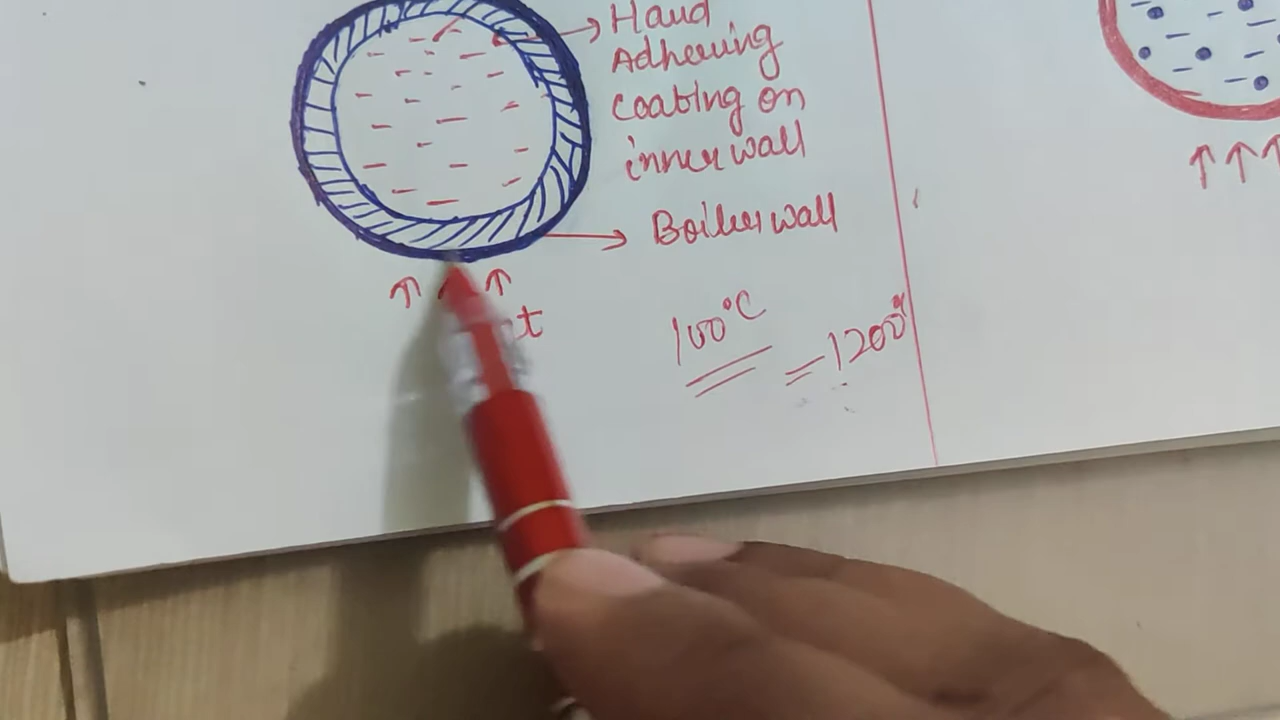 Hard
Adhering
coating on
inner wall
Boiler wall
100°C
= 1200°